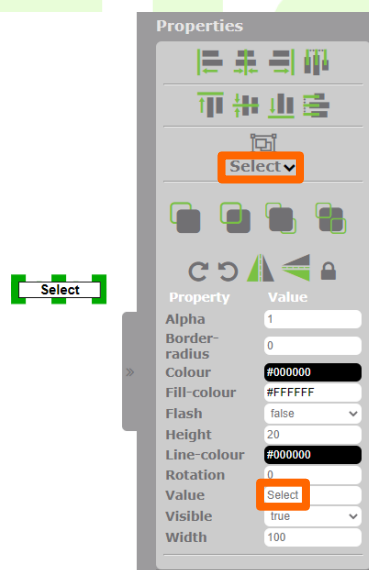 Properties
Select
Select
Property Value
Alpha 1
Border-
radius 0
Colour #000000
Fill-colour #FFFFFF
Flash false
Height 20
Line-colour #000000
Rotation 0
Value Select
Visible true
Width 100